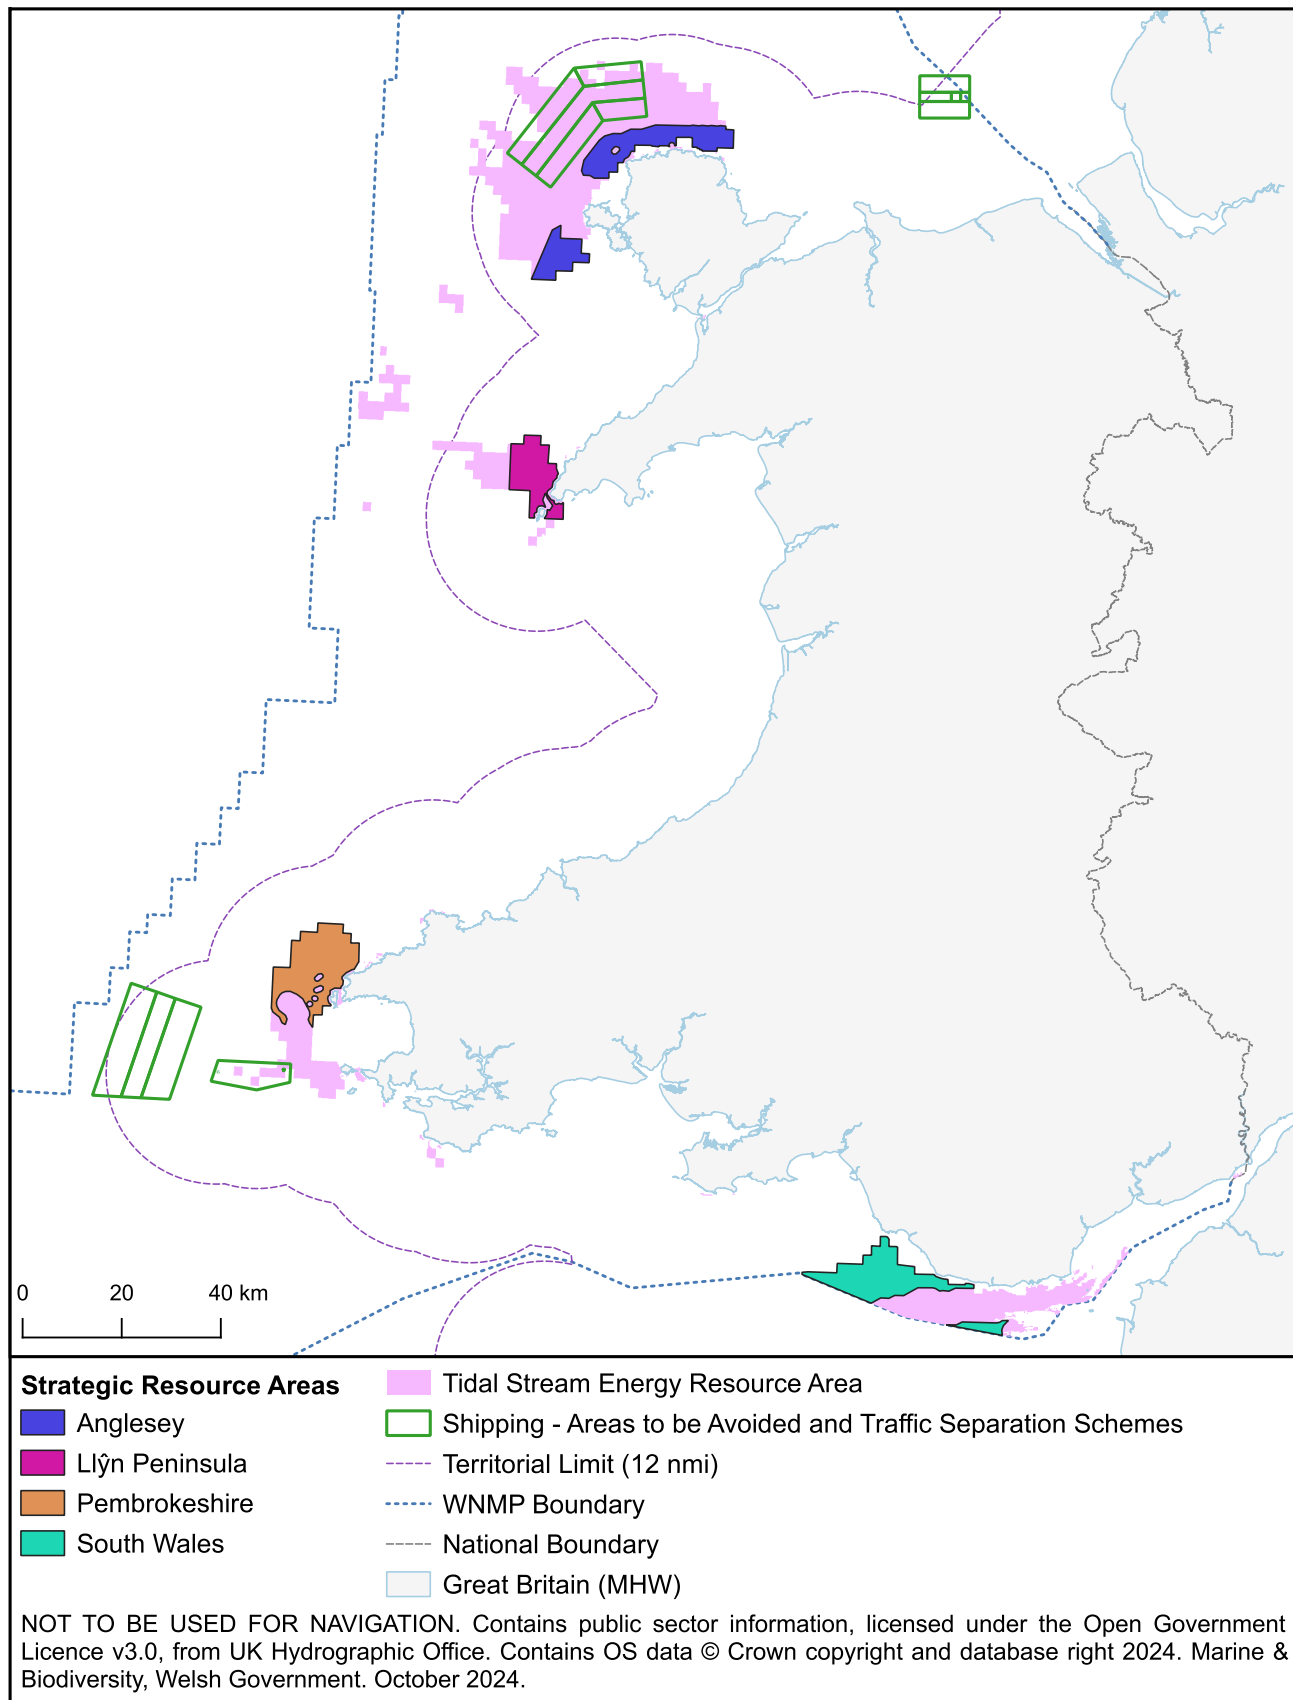 0 20 40 km
Strategic Resource Areas
Anglesey
Llŷn Peninsula
Pembrokeshire
South Wales
Tidal Stream Energy Resource Area
Shipping - Areas to be Avoided and Traffic Separation Schemes
Territorial Limit (12 nmi)
WNMP Boundary
National Boundary
Great Britain (MHW)
NOT TO BE USED FOR NAVIGATION. Contains public sector information, licensed under the Open Government
Licence v3.0, from UK Hydrographic Office. Contains OS data © Crown copyright and database right 2024. Marine &
Biodiversity, Welsh Government. October 2024.